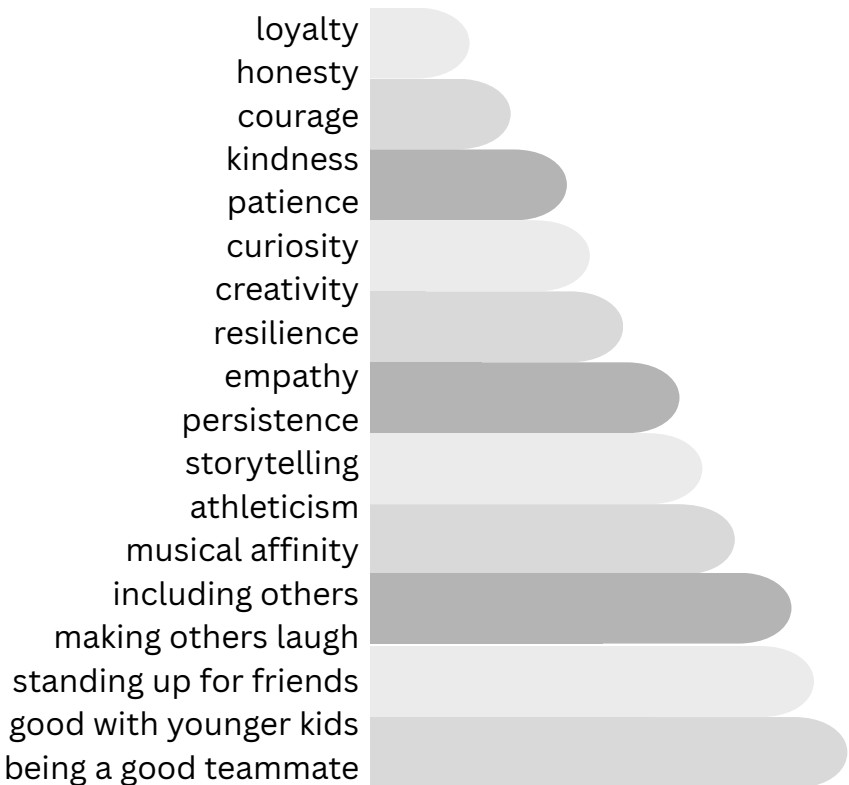 loyalty
honesty
courage
kindness
patience
curiosity
creativity
resilience
empathy
persistence
storytelling
athleticism
musical affinity
including others
making others laugh
standing up for friends
good with younger kids
being a good teammate